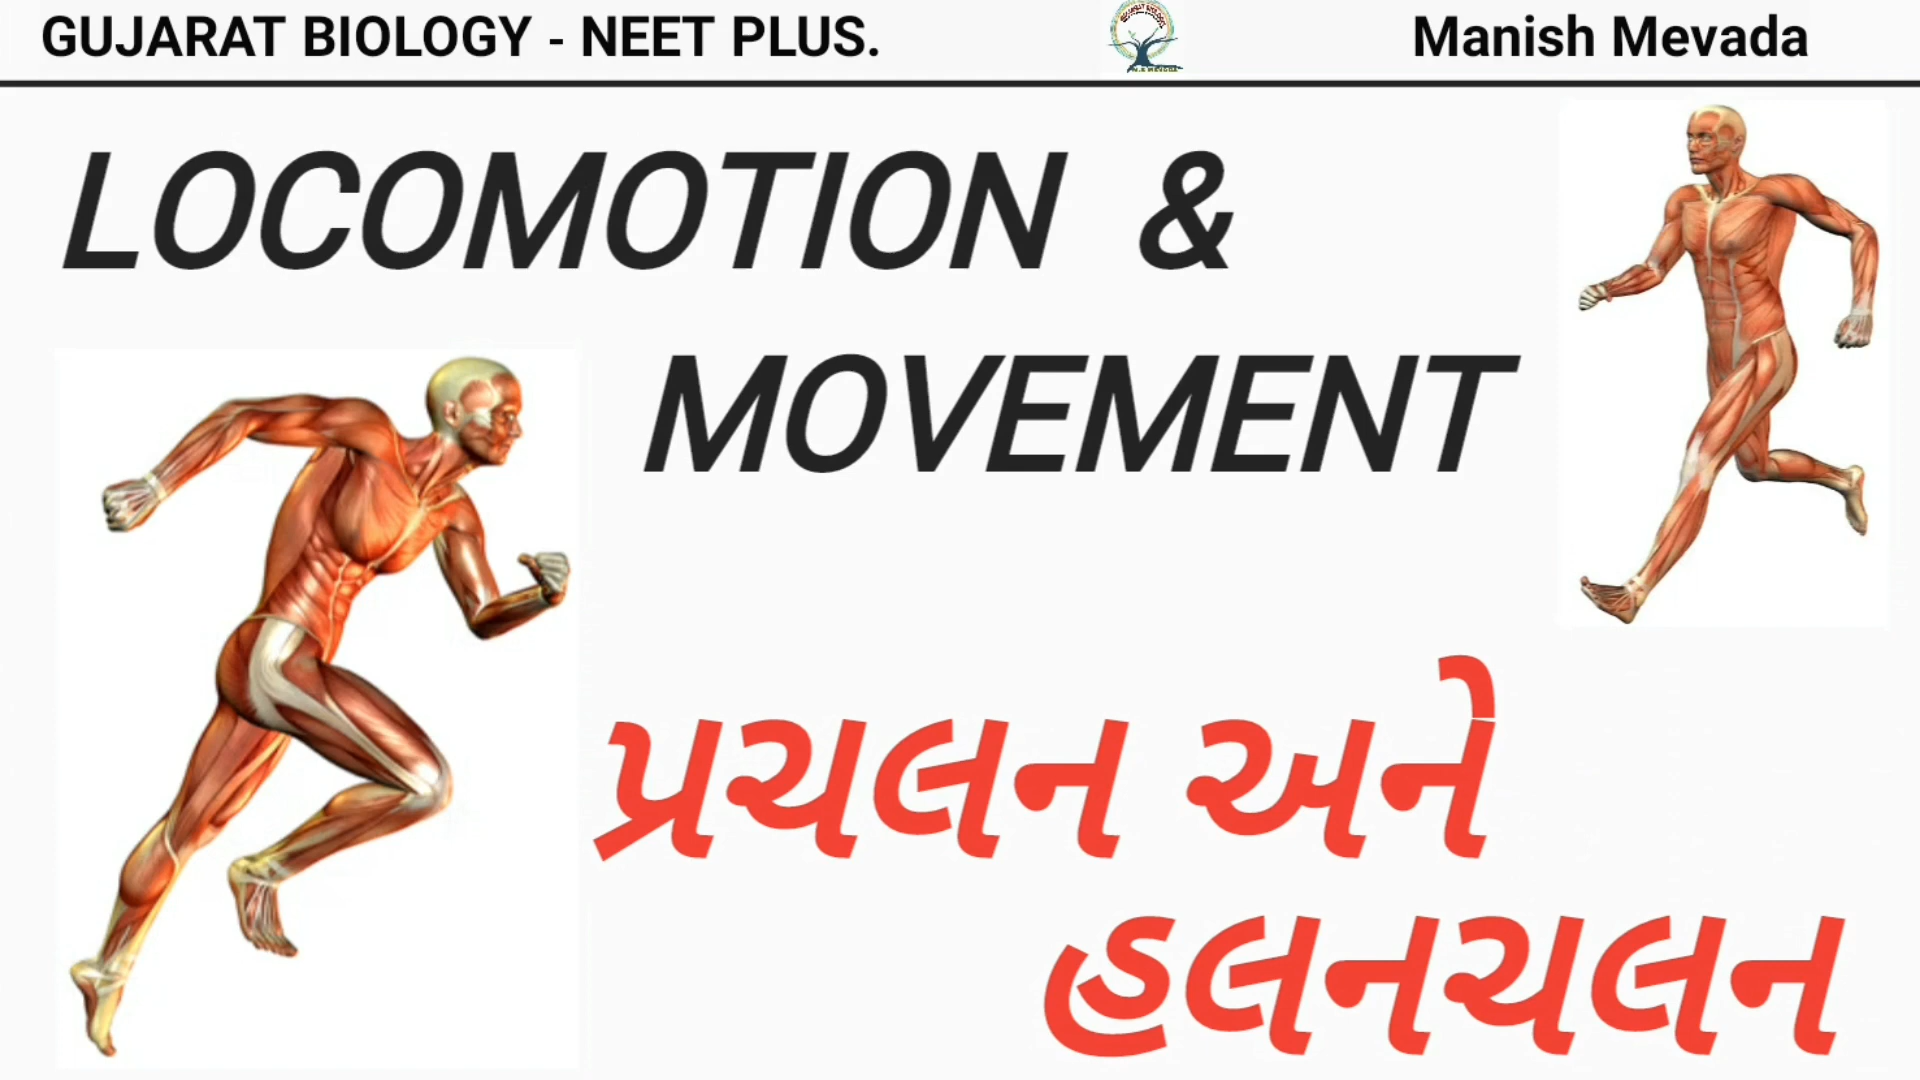 GUJARAT BIOLOGY - NEET PLUS.
Manish Mevada
LOCOMOTION &
MOVEMENT
પ્રચલન અને
હલનચલન